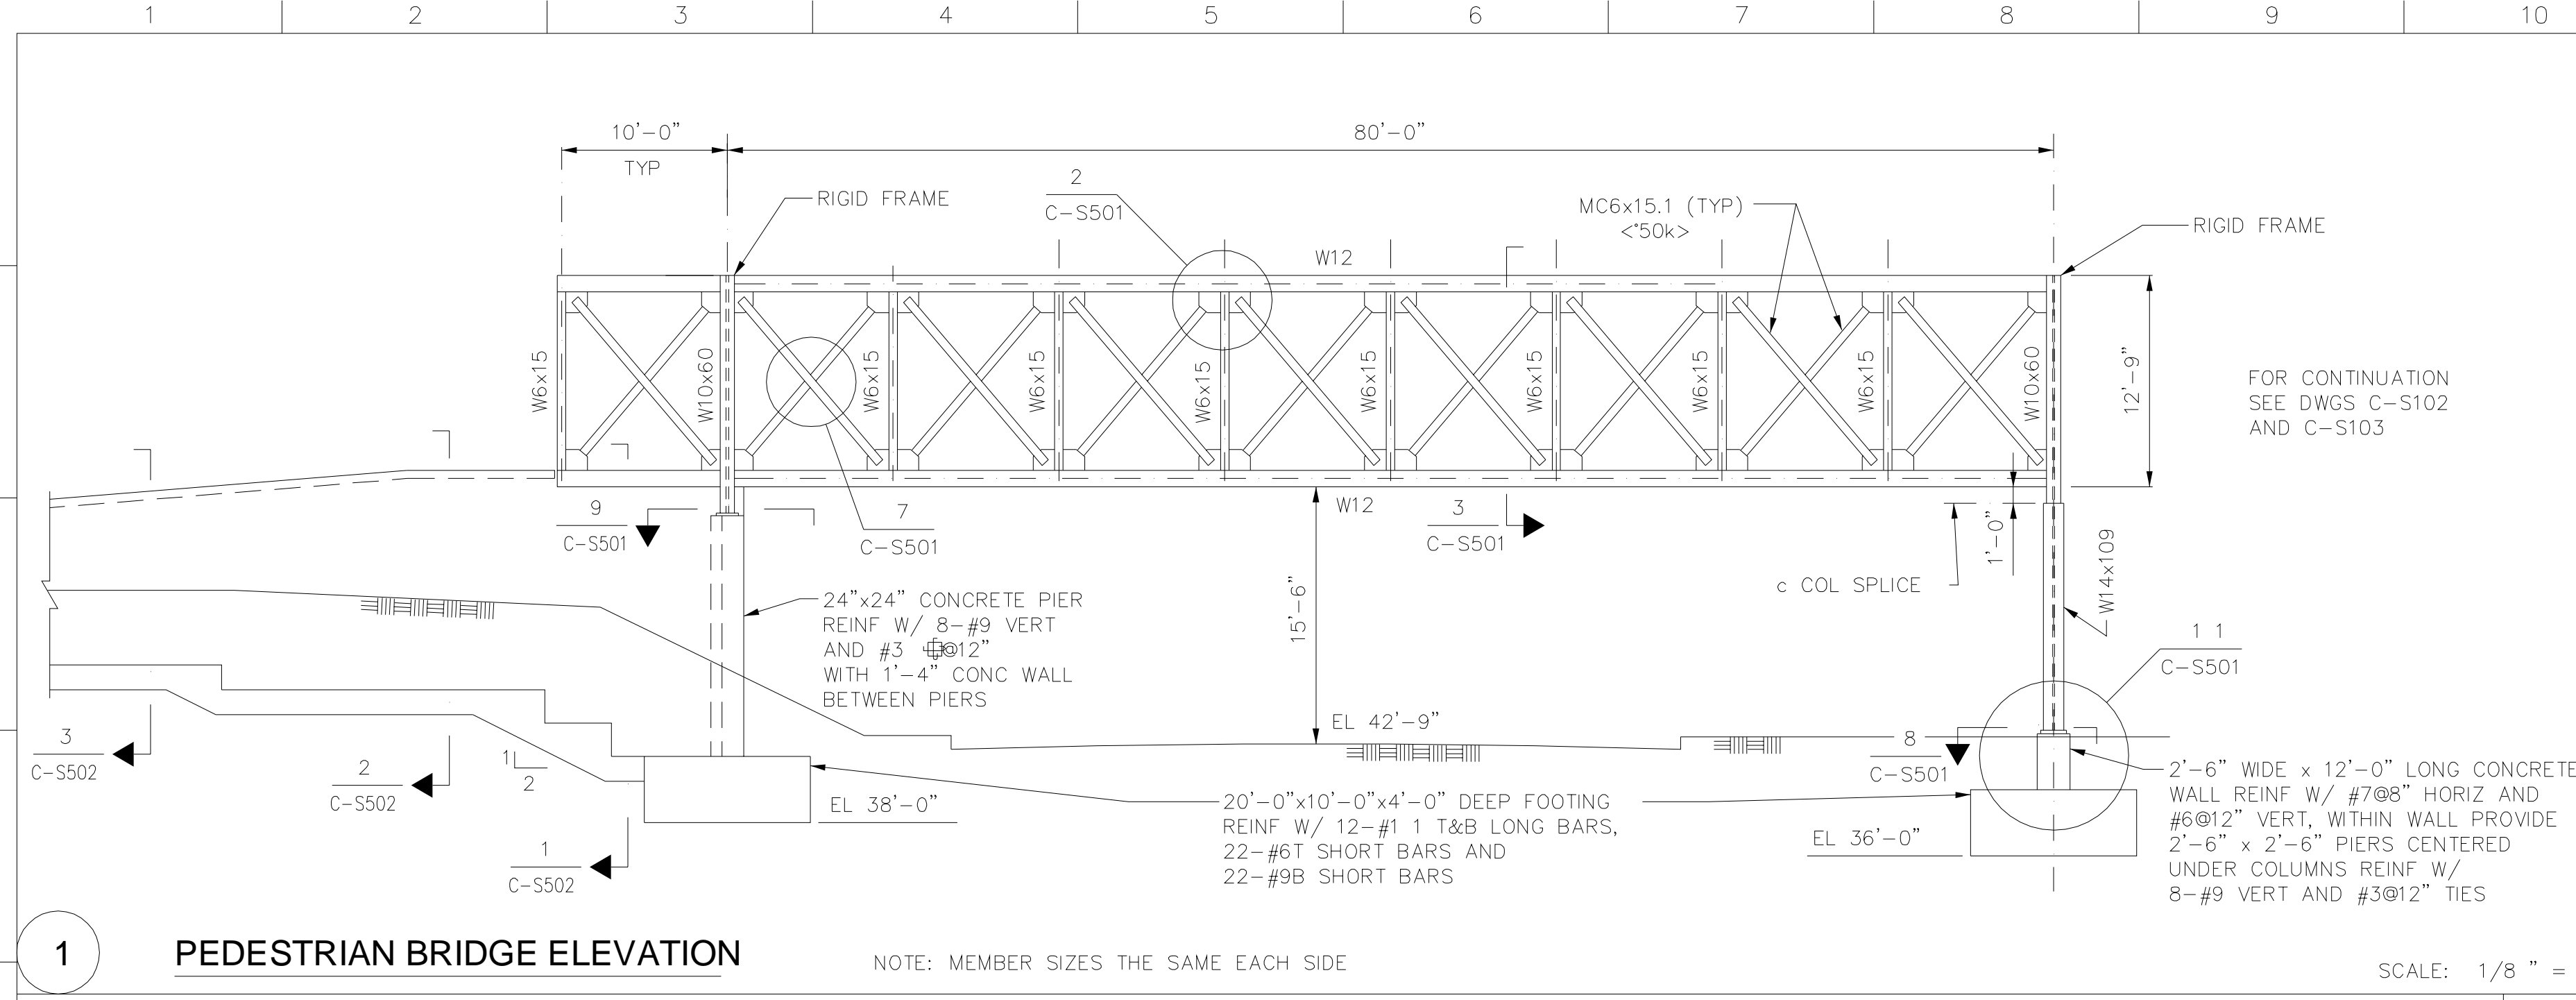 1 2 3 4 5 6 7 8 9 10
10'-0" 80'-0"
TYP
RIGID FRAME
2
C-S501
MC6x15.1 (TYP)
<°50k>
RIGID FRAME
W12
W6x15
W10x60
W6x15
W6x15
W6x15
W6x15
W6x15
W6x15
W6x15
W10x60
12'-9"
FOR CONTINUATION
SEE DWGS C-S102
AND C-S103
9
C-S501
7
C-S501
W12
3
C-S501
1'-0"
c COL SPLICE
W14x109
15'-6"
24"x24" CONCRETE PIER
REINF W/ 8-#9 VERT
AND #3 @12"
WITH 1'-4" CONC WALL
BETWEEN PIERS
1 1
C-S501
EL 42'-9"
3
C-S502
2
C-S502
1
2
8
C-S501
EL 38'-0"
20'-0"x10'-0"x4'-0" DEEP FOOTING
REINF W/ 12-#1 1 T&B LONG BARS,
22-#6T SHORT BARS AND
22-#9B SHORT BARS
EL 36'-0"
2'-6" WIDE x 12'-0" LONG CONCRETE
WALL REINF W/ #7@8" HORIZ AND
#6@12" VERT, WITHIN WALL PROVIDE
2'-6" x 2'-6" PIERS CENTERED
UNDER COLUMNS REINF W/
8-#9 VERT AND #3@12" TIES
1
C-S502
1
PEDESTRIAN BRIDGE ELEVATION
NOTE: MEMBER SIZES THE SAME EACH SIDE
SCALE: 1/8 " =